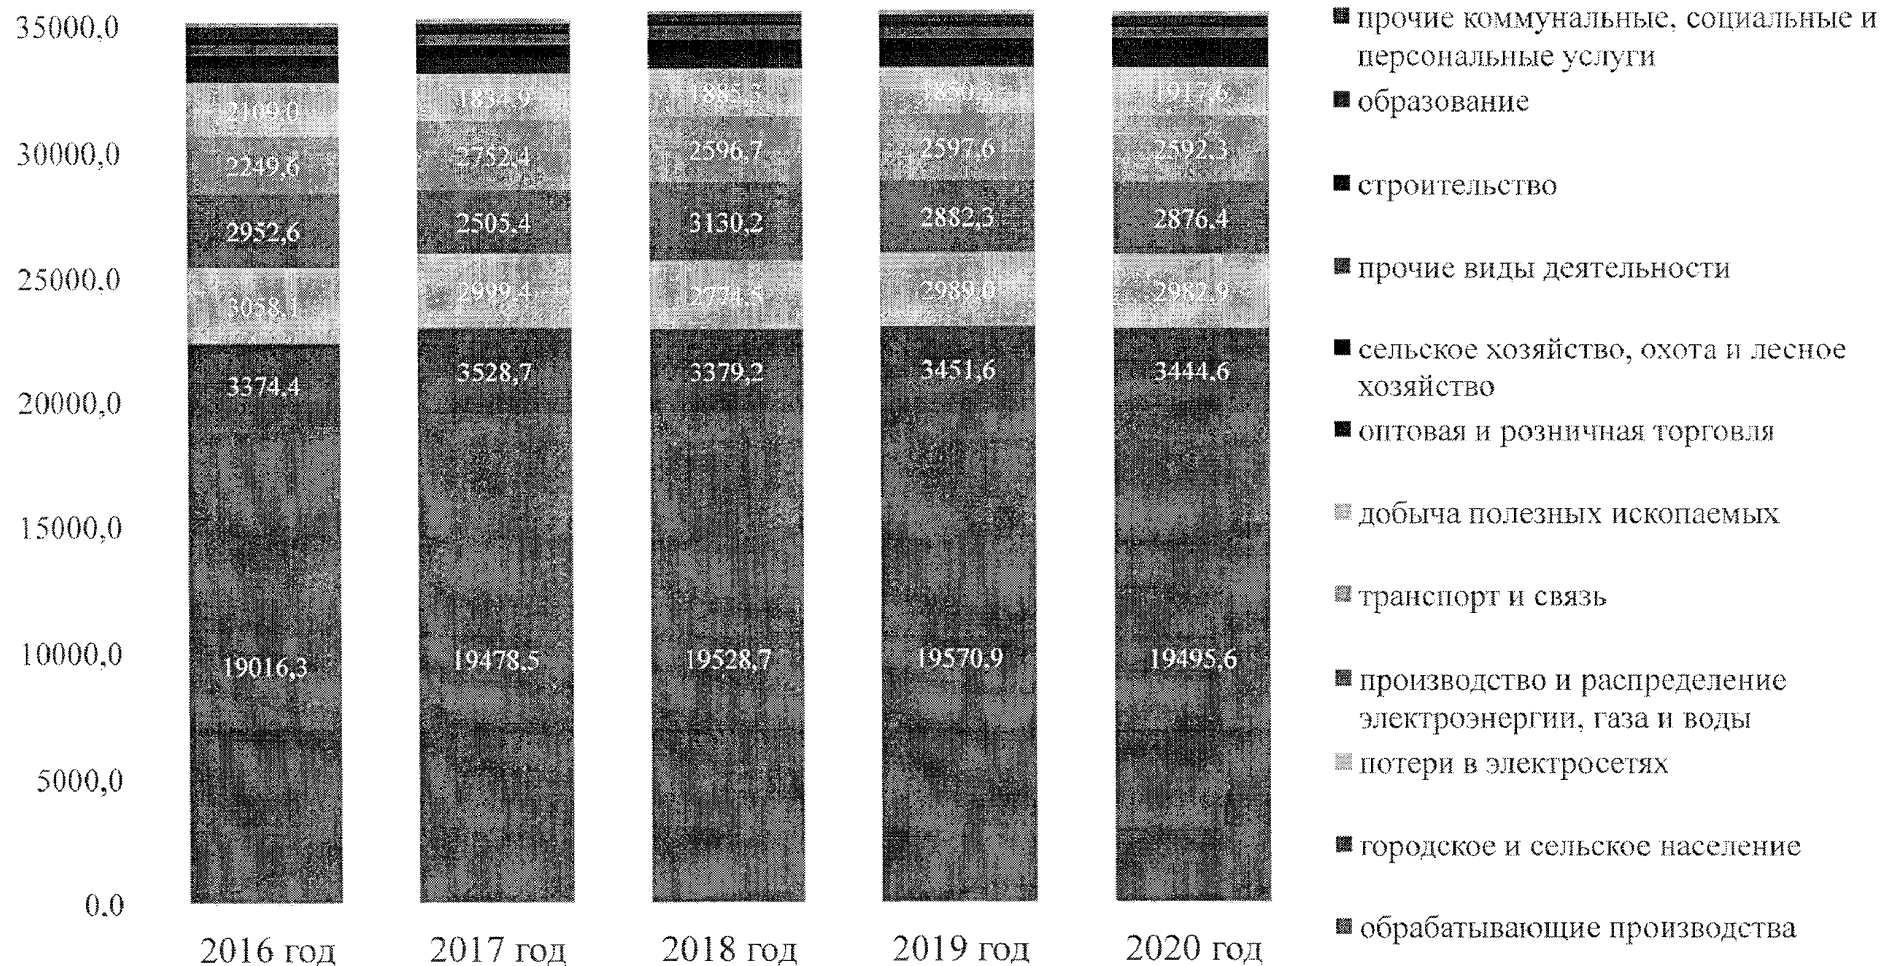 35000,0
30000,0
25000,0
20000,0
15000,0
10000,0
5000,0
0,0
2109,0
2249,6
2952,6
3058,1
3374,4
19016,3
1834,9
2752,4
2505,4
2999,4
3528,7
19478,5
1885,3
2596,7
3130,2
2774,5
3379,2
19528,7
1850,3
2597,6
2882,3
2989,0
3451,6
19570,9
1917,6
2592,3
2876,4
2982,9
3444,6
19495,6
2016 год
2017 год
2018 год
2019 год
2020 год
прочие коммунальные, социальные и
персональные услуги
образование
строительство
прочие виды деятельности
сельское хозяйство, охота и лесное
хозяйство
оптовая и розничная торговля
добыча полезных ископаемых
транспорт и связь
производство и распределение
электроэнергии, газа и воды
потери в электросетях
городское и сельское население
обрабатывающие производства